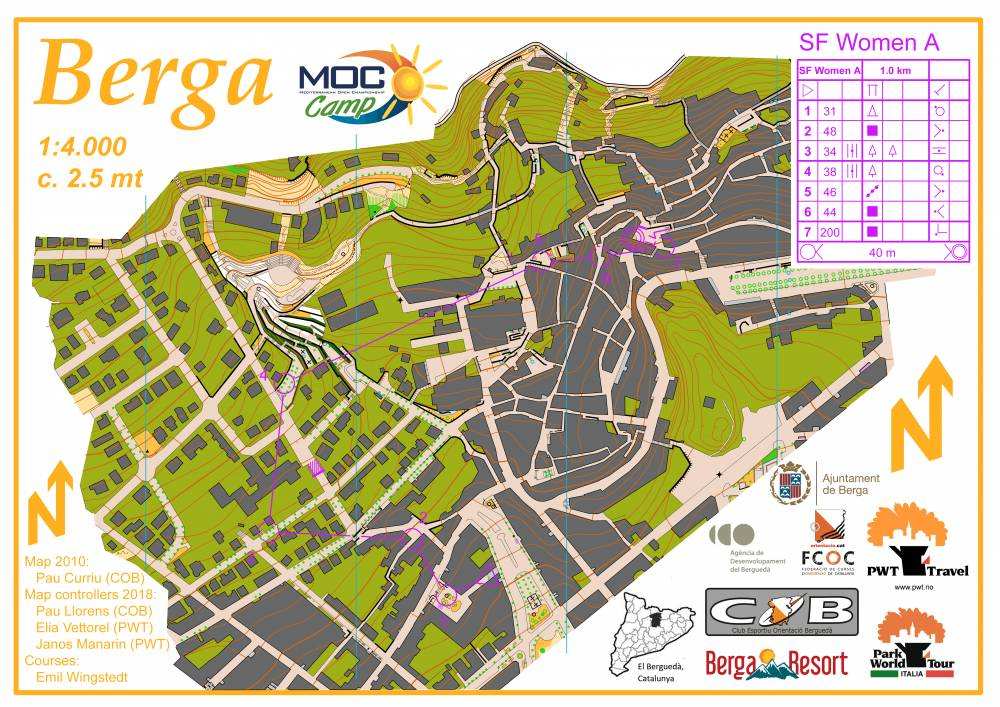 Berga
MOC
MEDITERRANEAN OPEN CHAMPIONSHIP
Camp
1:4.000
c. 2.5 mt
SF Women A
SF Women A 1.0 km
1 31
2 48
3 34
4 38
5 46
6 44
7 200
40 m
4
2
N
N
Ajuntament
de Berga
Agència de
Desenvolupament
del Berguedà
orientacio.cat
FCOC
FEDERACIÓ DE CURSES
D'ORIENTACIÓ DE CATALUNYA
PWT Travel
www.pwt.no
COB
Club Esportiu Orientació Berguedà
El Berguedà,
Catalunya
Berga Resort
Park
World Tour
ITALIA
Map 2010:
Pau Curriu (COB)
Map controllers 2018:
Pau Llorens (COB)
Elia Vettorel (PWT)
Janos Manarin (PWT)
Courses:
Emil Wingstedt